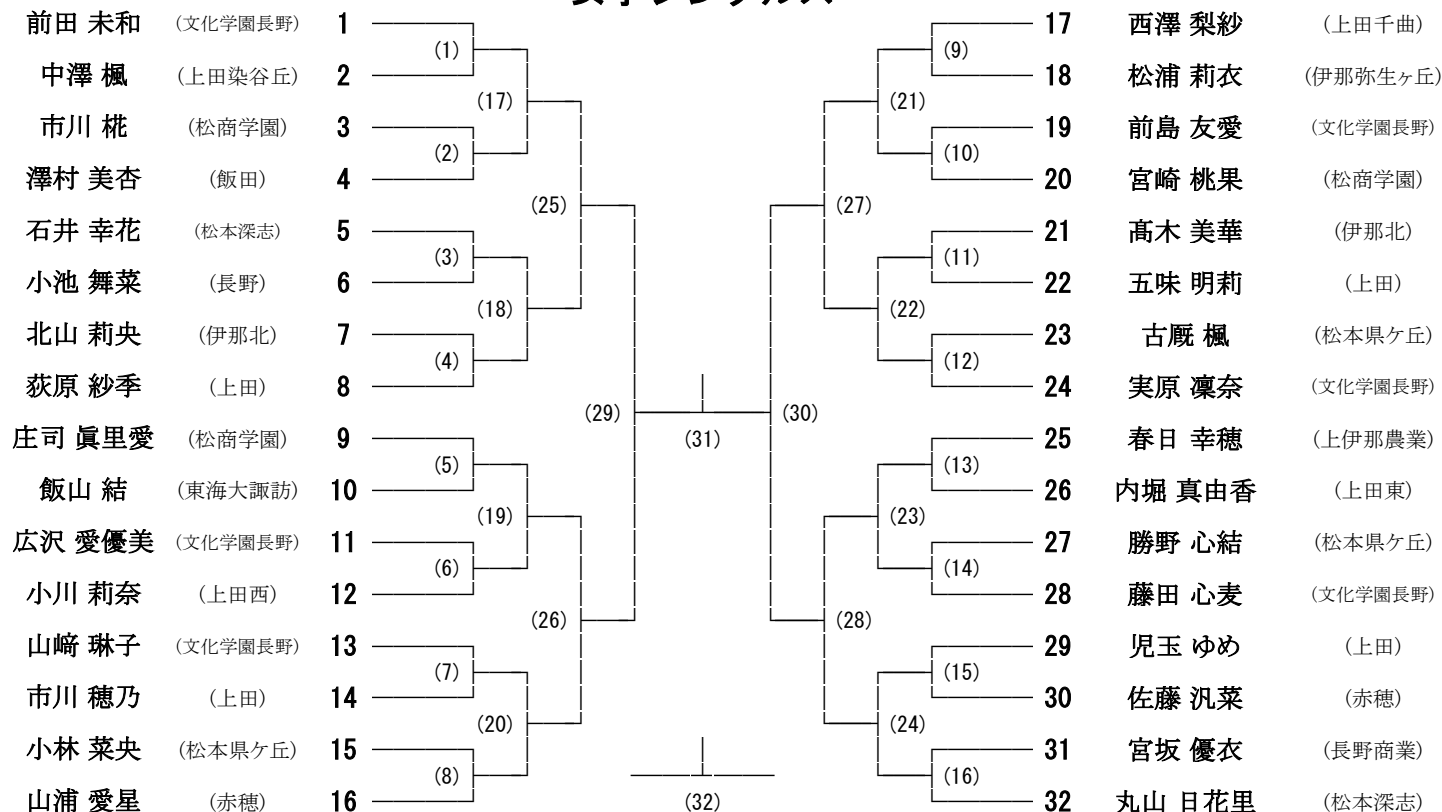 前田 未和 (文化学園長野) 1
(1)
中澤 楓 (上田染谷丘) 2
(17)
市川 椛 (松商学園) 3
(2)
澤村 美杏 (飯田) 4
(25)
石井 幸花 (松本深志) 5
(3)
小池 舞菜 (長野) 6
(18)
北山 莉央 (伊那北) 7
(4)
荻原 紗季 (上田) 8
(29)
庄司 眞里愛 (松商学園) 9
(5)
飯山 結 (東海大諏訪) 10
(19)
広沢 愛優美 (文化学園長野) 11
(6)
小川 莉奈 (上田西) 12
(26)
山﨑 琳子 (文化学園長野) 13
(7)
市川 穂乃 (上田) 14
(20)
小林 菜央 (松本県ケ丘) 15
(8)
山浦 愛星 (赤穂) 16
(31)
(32)
17 西澤 梨紗 (上田千曲)
(9)
18 松浦 莉衣 (伊那弥生ヶ丘)
(21)
19 前島 友愛 (文化学園長野)
(10)
20 宮崎 桃果 (松商学園)
(27)
21 髙木 美華 (伊那北)
(11)
22 五味 明莉 (上田)
(22)
23 古厩 楓 (松本県ケ丘)
(12)
24 実原 凜奈 (文化学園長野)
(30)
25 春日 幸穂 (上伊那農業)
(13)
26 内堀 真由香 (上田東)
(23)
27 勝野 心結 (松本県ケ丘)
(14)
28 藤田 心麦 (文化学園長野)
(28)
29 児玉 ゆめ (上田)
(15)
30 佐藤 汎菜 (赤穂)
(24)
31 宮坂 優衣 (長野商業)
(16)
32 丸山 日花里 (松本深志)